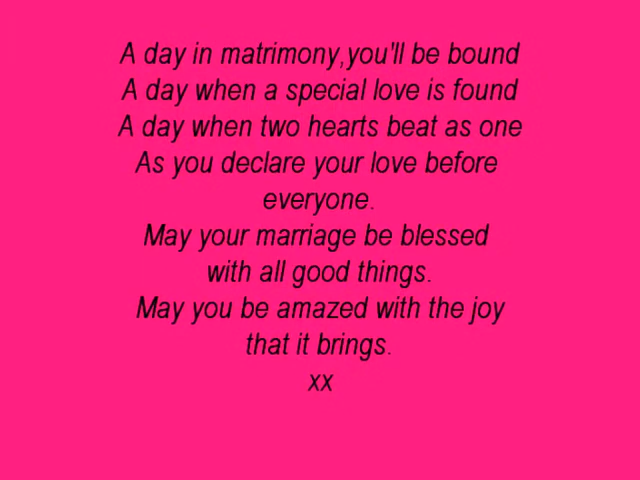 A day in matrimony,you'll be bound
A day when a special love is found
A day when two hearts beat as one
As you declare your love before
everyone.
May your marriage be blessed
with all good things.
May you be amazed with the joy
that it brings.
xx